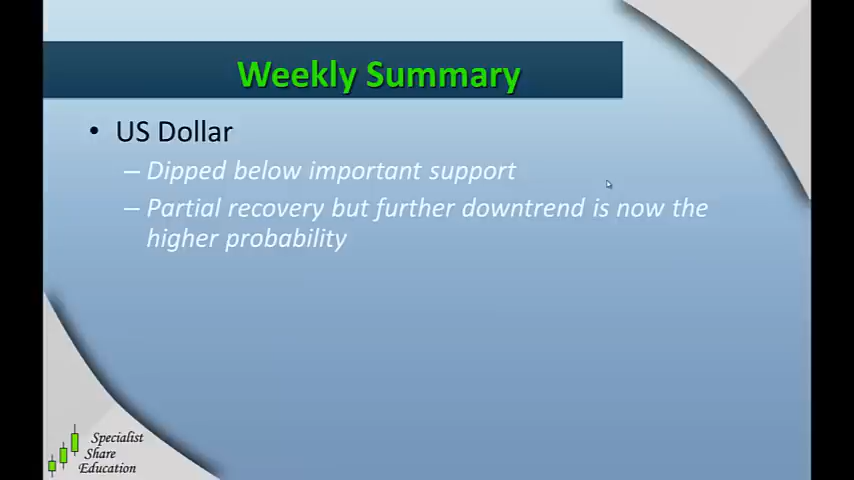 Weekly Summary
• US Dollar
– Dipped below important support
– Partial recovery but further downtrend is now the
higher probability
Specialist
Share
Education